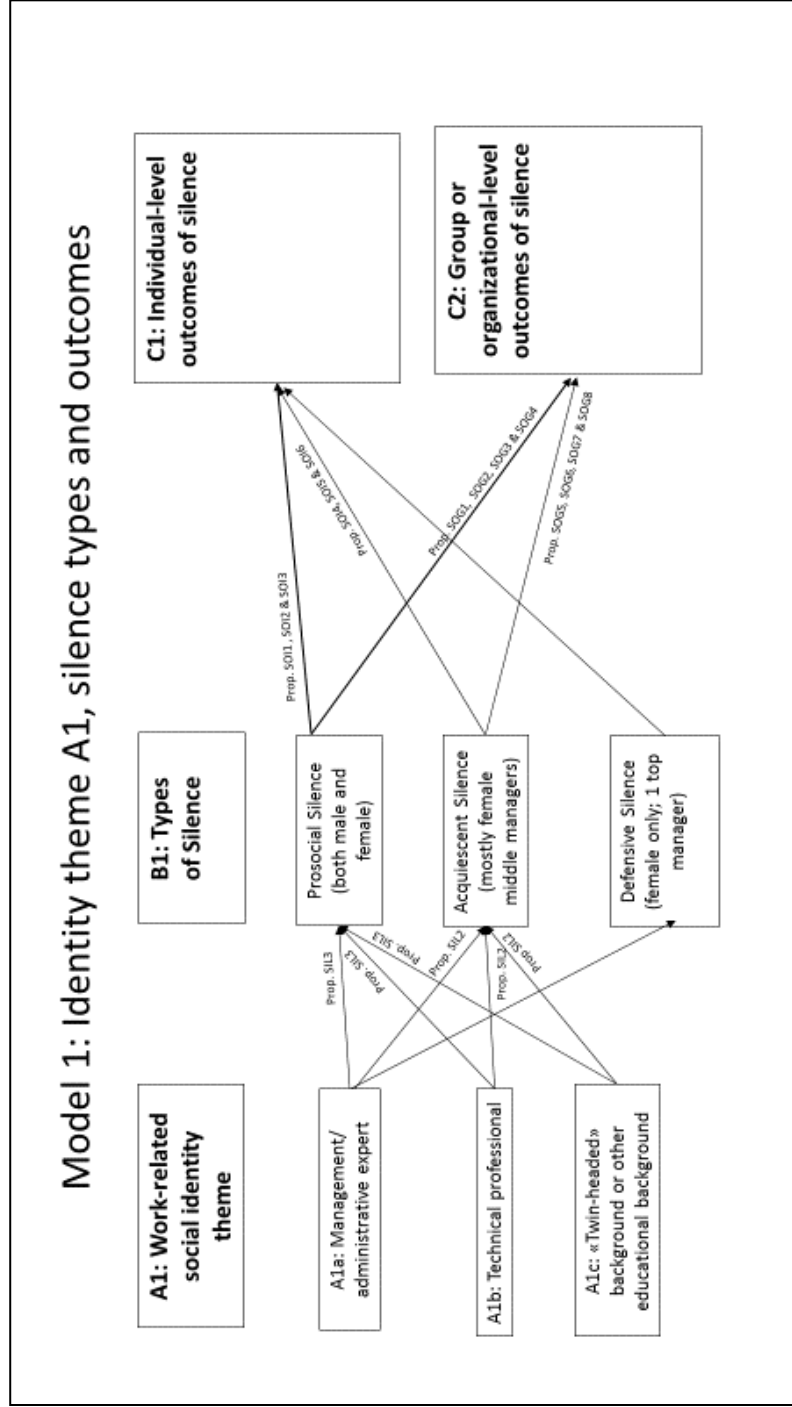 Model 1: Identity theme A1, silence types and outcomes
A1: Work-related
social identity
theme
B1: Types
of Silence
C1: Individual-level
outcomes of silence
A1a: Management/
administrative expert
Prop. SIL3
Prop. SIL3
Prop. SIL3
Prosocial Silence
(both male and
female)
Prop. SOI1, SOI2 & SOI3
Prop. SOI4, SOI5 & SOI6
A1b: Technical professional
Prop. SIL2
Prop. SIL2
Prop SIL2
Acquiescent Silence
(mostly female
middle managers)
Prop. SOG1, SOG2, SOG3 & SOG4
Prop. SOG5, SOG6, SOG7 & SOG8
C2: Group or
organizational-level
outcomes of silence
A1c: «Twin-headed»
background or other
educational background
Defensive Silence
(female only; 1 top
manager)